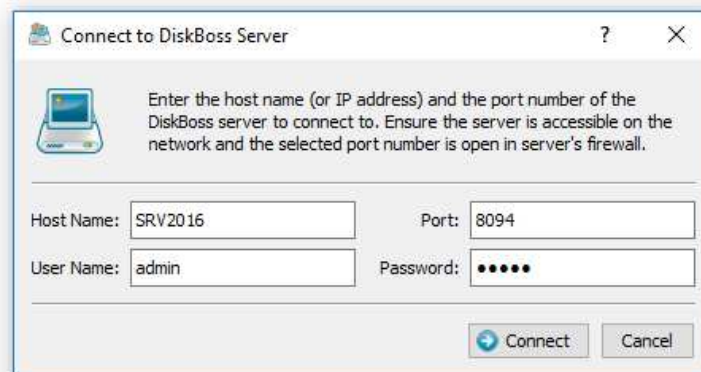 Connect to DiskBoss Server
Enter the host name (or IP address) and the port number of the
DiskBoss server to connect to. Ensure the server is accessible on the
network and the selected port number is open in server's firewall.
Host Name: SRV2016 Port: 8094
User Name: admin Password: •••••
Connect Cancel